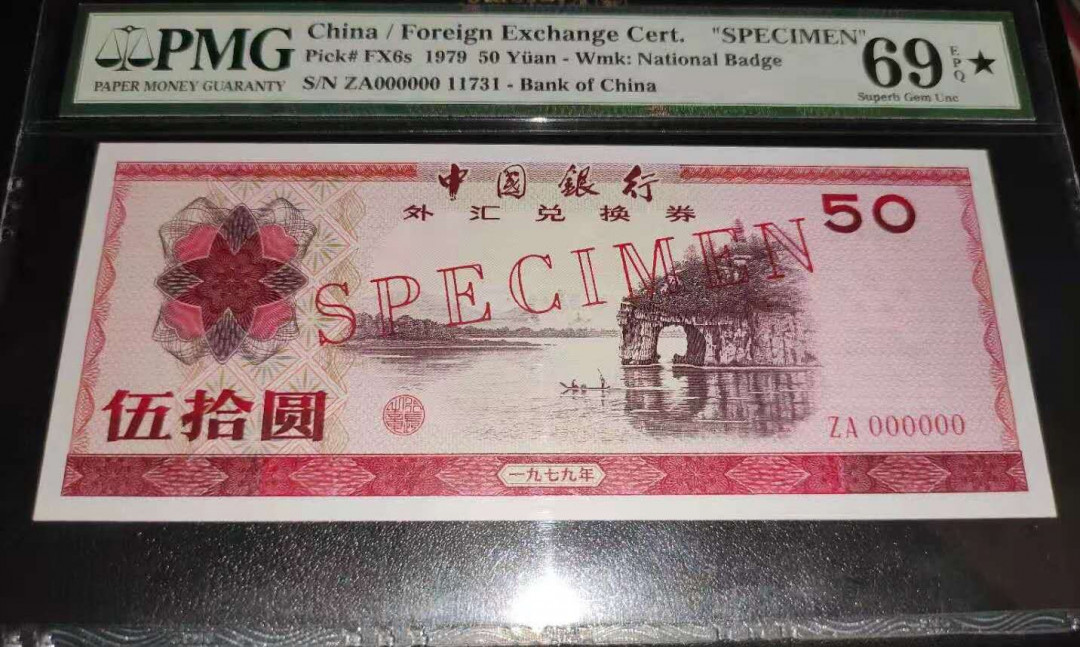 PMG
PAPER MONEY GUARANTY
China / Foreign Exchange Cert. "SPECIMEN"
Pick# FX6s 1979 50 Yüan - Wmk: National Badge
S/N ZA000000 11731 - Bank of China
69 EPQ ★
Superb Gem Unc
中國銀行
外汇兑换券
50
SPECIMEN
伍拾圆
ZA 000000
一九七九年